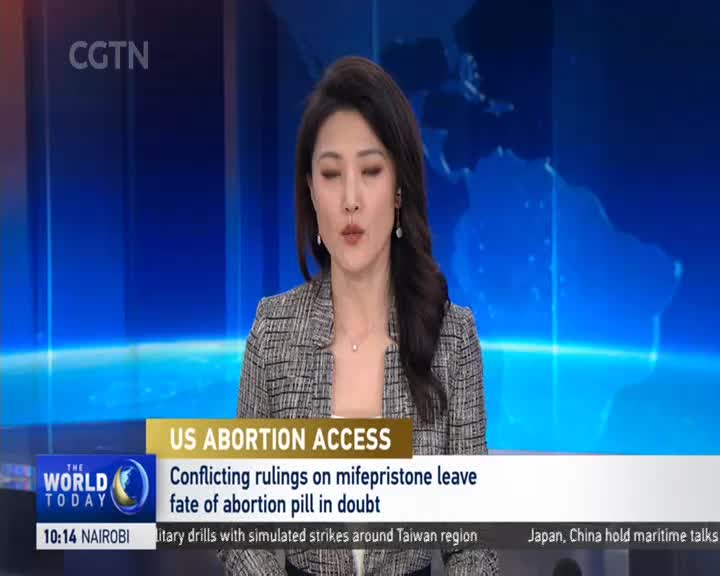 CGTN
US ABORTION ACCESS
Conflicting rulings on mifepristone leave
fate of abortion pill in doubt
THE
WORLD
TODAY
10:14 NAIROBI
litary drills with simulated strikes around Taiwan region
Japan, China hold maritime talks